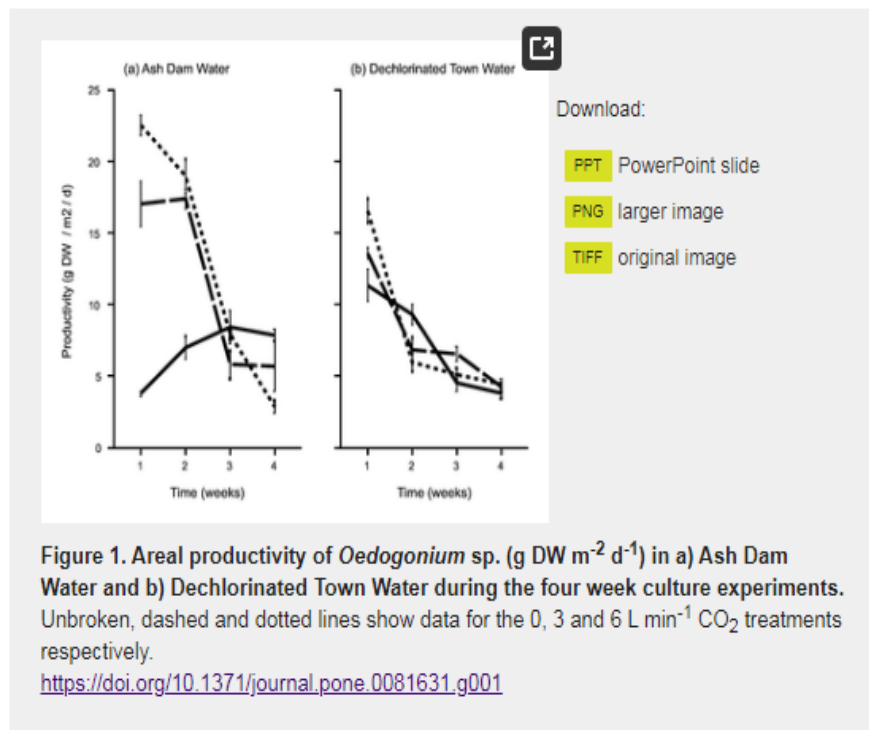 (a) Ash Dam Water
(b) Dechlorinated Town Water
25
20
15
10
5
0
Productivity (g DW / m2 / d)
1 2 3 4
Time (weeks)
1 2 3 4
Time (weeks)
Download:
PPT PowerPoint slide
PNG larger image
TIFF original image
Figure 1. Areal productivity of Oedogonium sp. (g DW m-2 d-1) in a) Ash Dam
Water and b) Dechlorinated Town Water during the four week culture experiments.
Unbroken, dashed and dotted lines show data for the 0, 3 and 6 L min-1 CO2 treatments
respectively.
https://doi.org/10.1371/journal.pone.0081631.g001